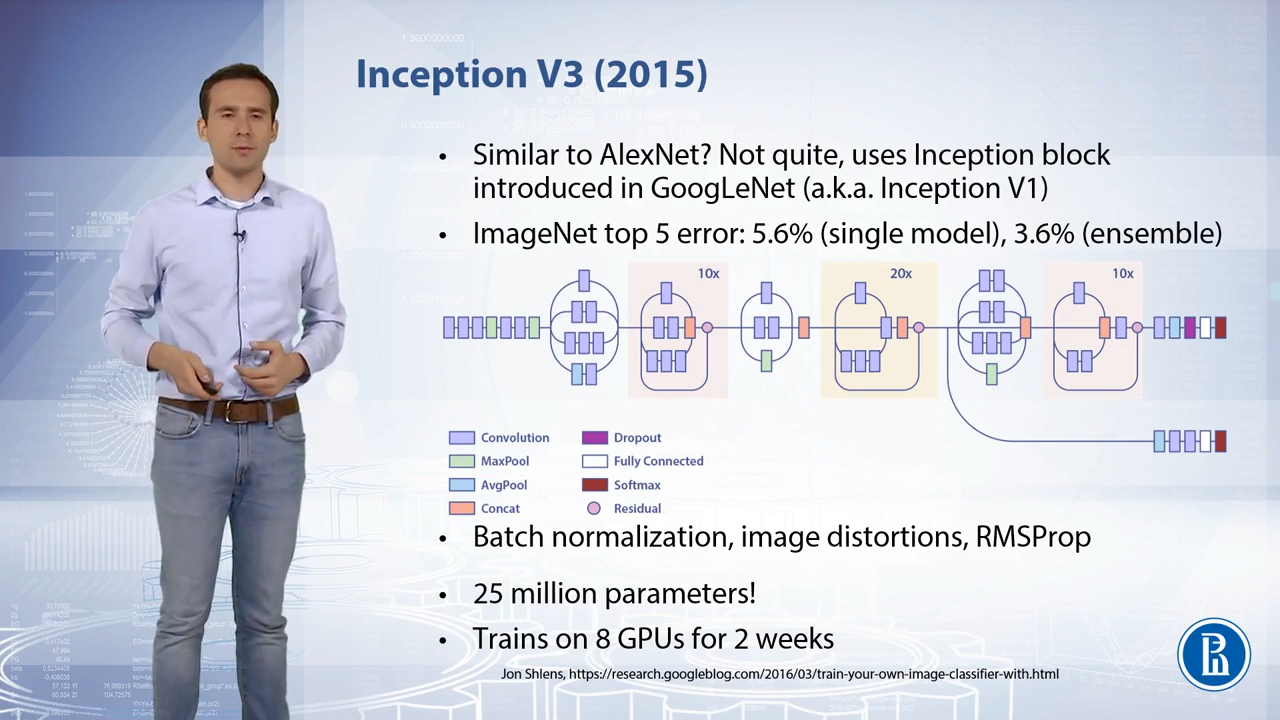 Inception V3 (2015)
• Similar to AlexNet? Not quite, uses Inception block
introduced in GoogLeNet (a.k.a. Inception V1)
• ImageNet top 5 error: 5.6% (single model), 3.6% (ensemble)
10x
20x
10x
Convolution
MaxPool
AvgPool
Concat
Dropout
Fully Connected
Softmax
Residual
• Batch normalization, image distortions, RMSProp
• 25 million parameters!
• Trains on 8 GPUs for 2 weeks
Jon Shlens, https://research.googleblog.com/2016/03/train-your-own-image-classifier-with.html